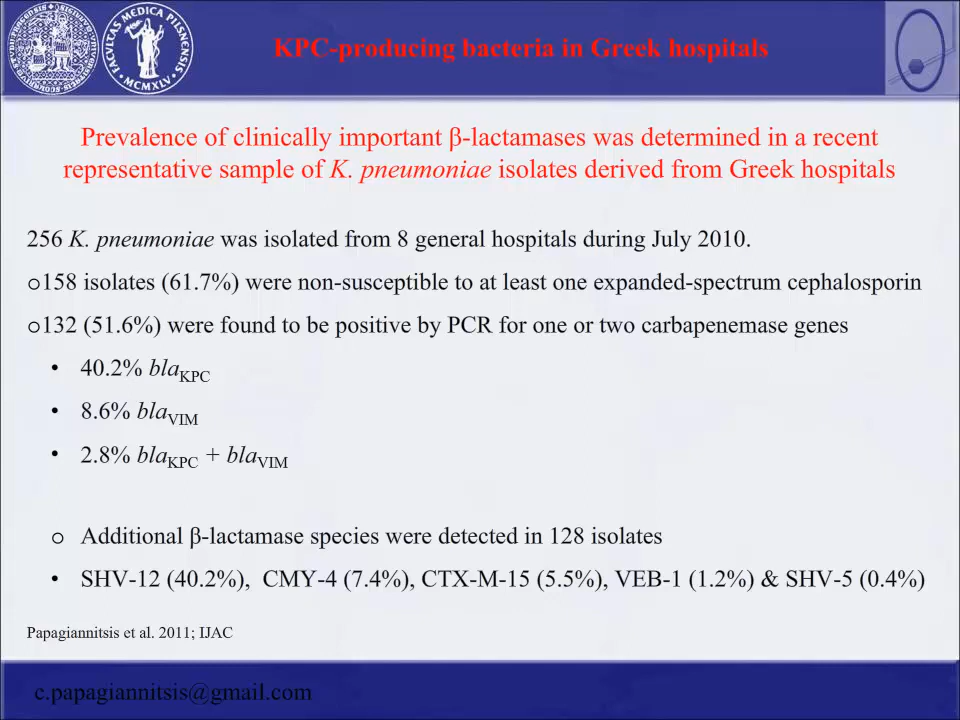 FACULTAS MEDICA PILSNENSIS
MCMXLV
KPC-producing bacteria in Greek hospitals
Prevalence of clinically important β-lactamases was determined in a recent
representative sample of K. pneumoniae isolates derived from Greek hospitals
256 K. pneumoniae was isolated from 8 general hospitals during July 2010.
o158 isolates (61.7%) were non-susceptible to at least one expanded-spectrum cephalosporin
o132 (51.6%) were found to be positive by PCR for one or two carbapenemase genes
• 40.2% blaKPC
• 8.6% blaVIM
• 2.8% blaKPC + blaVIM
o Additional β-lactamase species were detected in 128 isolates
• SHV-12 (40.2%), CMY-4 (7.4%), CTX-M-15 (5.5%), VEB-1 (1.2%) & SHV-5 (0.4%)
Papagiannitsis et al. 2011; IJAC
c.papagiannitsis@gmail.com